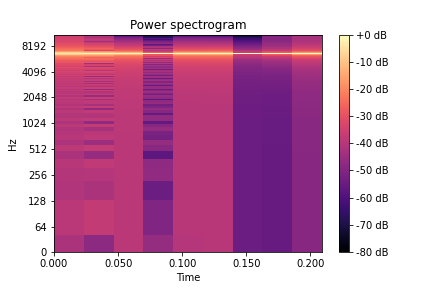 Power spectrogram
8192
4096
2048
1024
512
256
128
64
0
Hz
0.000 0.050 0.100 0.150 0.200
Time
+0 dB
-10 dB
-20 dB
-30 dB
-40 dB
-50 dB
-60 dB
-70 dB
-80 dB